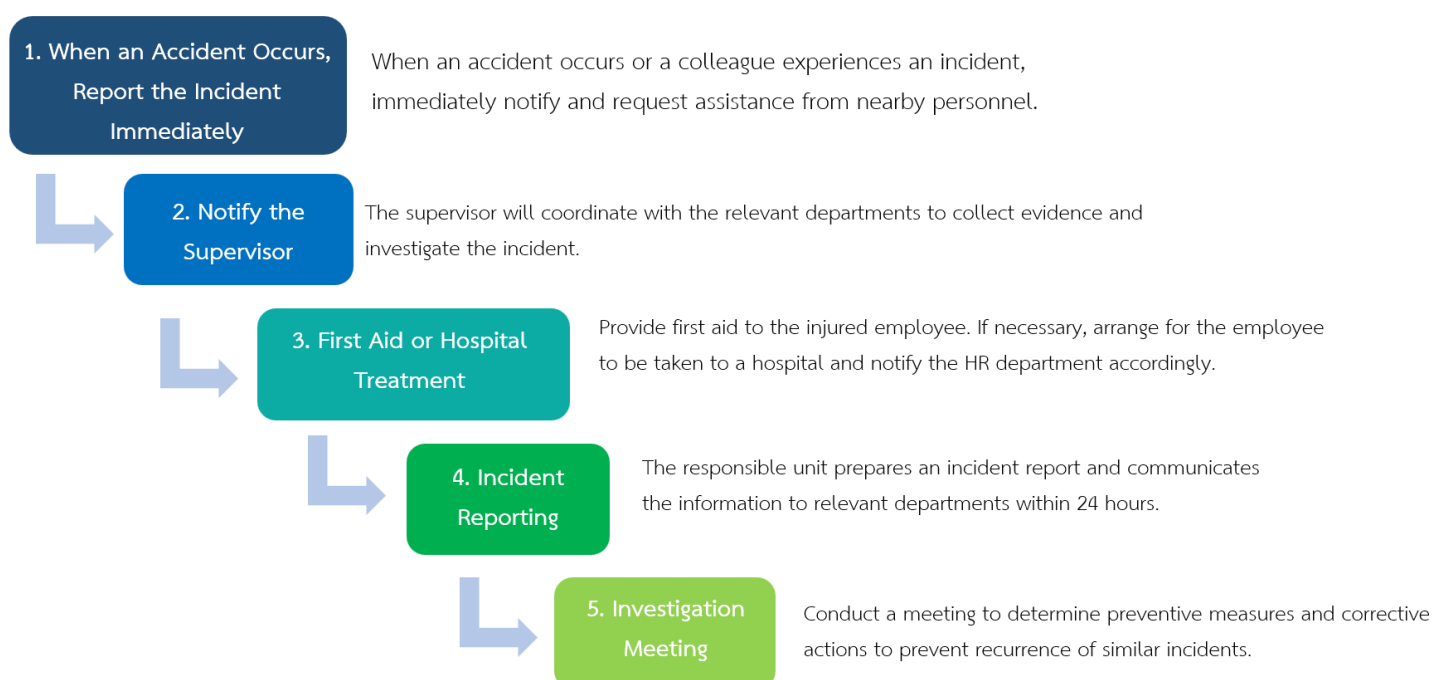 1. When an Accident Occurs,
Report the Incident
Immediately
When an accident occurs or a colleague experiences an incident,
immediately notify and request assistance from nearby personnel.
2. Notify the
Supervisor
The supervisor will coordinate with the relevant departments to collect evidence and
investigate the incident.
3. First Aid or Hospital
Treatment
Provide first aid to the injured employee. If necessary, arrange for the employee
to be taken to a hospital and notify the HR department accordingly.
4. Incident
Reporting
The responsible unit prepares an incident report and communicates
the information to relevant departments within 24 hours.
5. Investigation
Meeting
Conduct a meeting to determine preventive measures and corrective
actions to prevent recurrence of similar incidents.